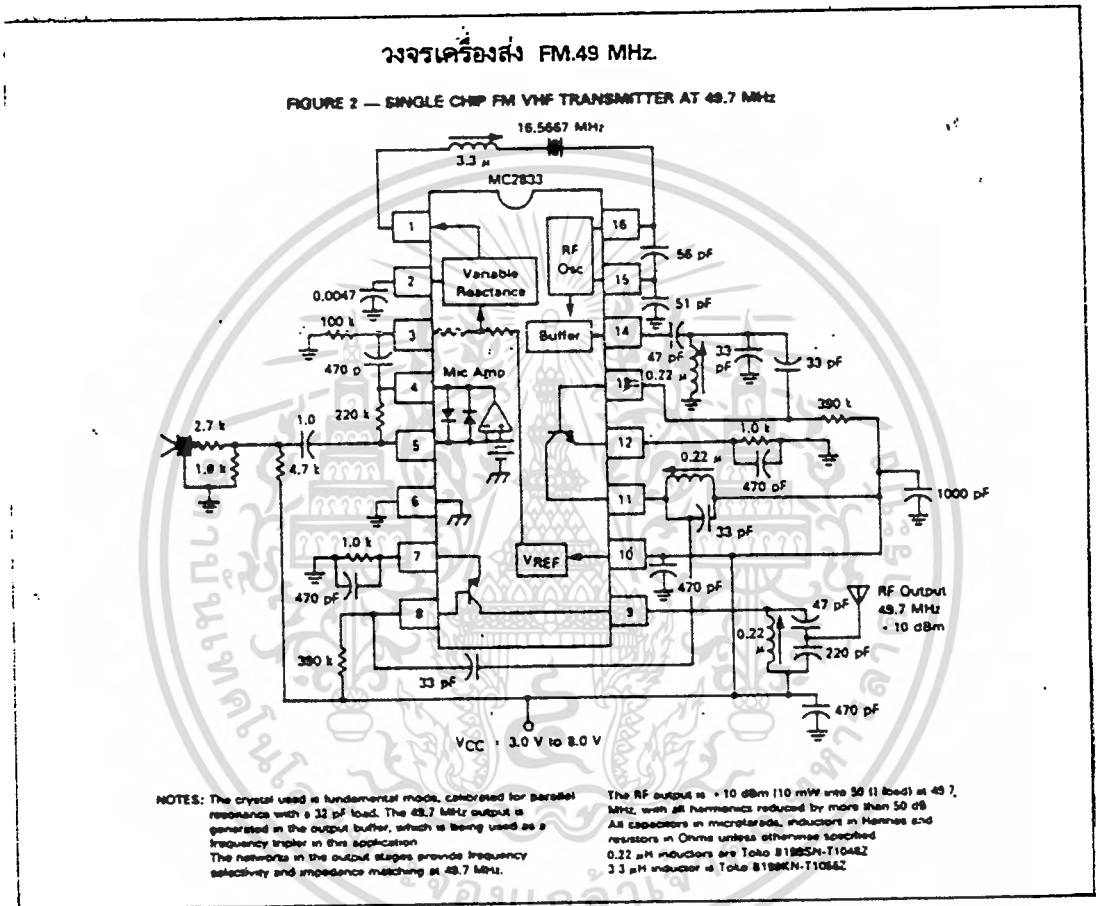 วงจรเครื่องส่ง FM.49 MHz.
FIGURE 2 — SINGLE CHIP FM VHF TRANSMITTER AT 49.7 MHz
16.5667 MHz
3.3 μ
MC2833
1
16
RF
Osc
56 pF
Variable
Reactance
2
15
0.0047
51 pF
100 k
3
Buffer
14
47 pF
33
pF
33 pF
470 p
Mic Amp
0.22 μ
4
13
390 k
220 k
2.7 k
1.0
5
12
1.0 k
0.22
μ
470 pF
1.8 k
4.7 k
11
1000 pF
6
33 pF
1.0 k
7
VREF
10
470 pF
470 pF
RF Output
49.7 MHz
+ 10 dBm
8
9
47 pF
0.22
μ
220 pF
390 k
33 pF
470 pF
VCC = 3.0 V to 8.0 V
NOTES: The crystal used is fundamental mode, calibrated for parallel
resonance with a 32 pF load. The 49.7 MHz output is
generated in the output buffer, which is being used as a
frequency tripler in this application
The networks in the output stages provide frequency
selectivity and impedance matching at 49.7 MHz.
The RF output is + 10 dBm (10 mW into 50 Ω load) at 49.7
MHz, with all harmonics reduced by more than 50 dB
All capacitors in microfarads, inductors in Henries and
resistors in Ohms unless otherwise specified
0.22 μH inductors are Toko
3.3 μH inductor is Toko